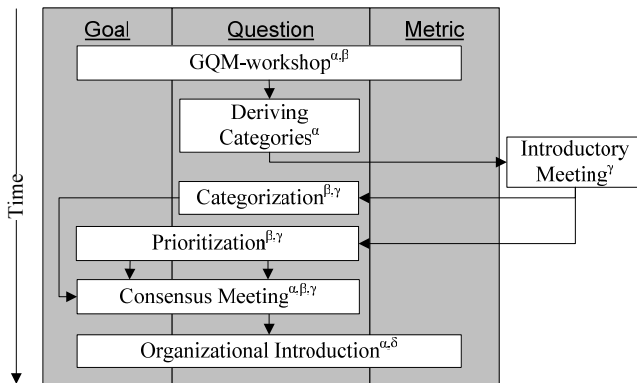 Goal Question Metric
GQM-workshop^α,β
Deriving
Categories^α
Introductory
Meeting^γ
Categorization^β,γ
Prioritization^β,γ
Consensus Meeting^α,β,γ
Organizational Introduction^α,δ
Time